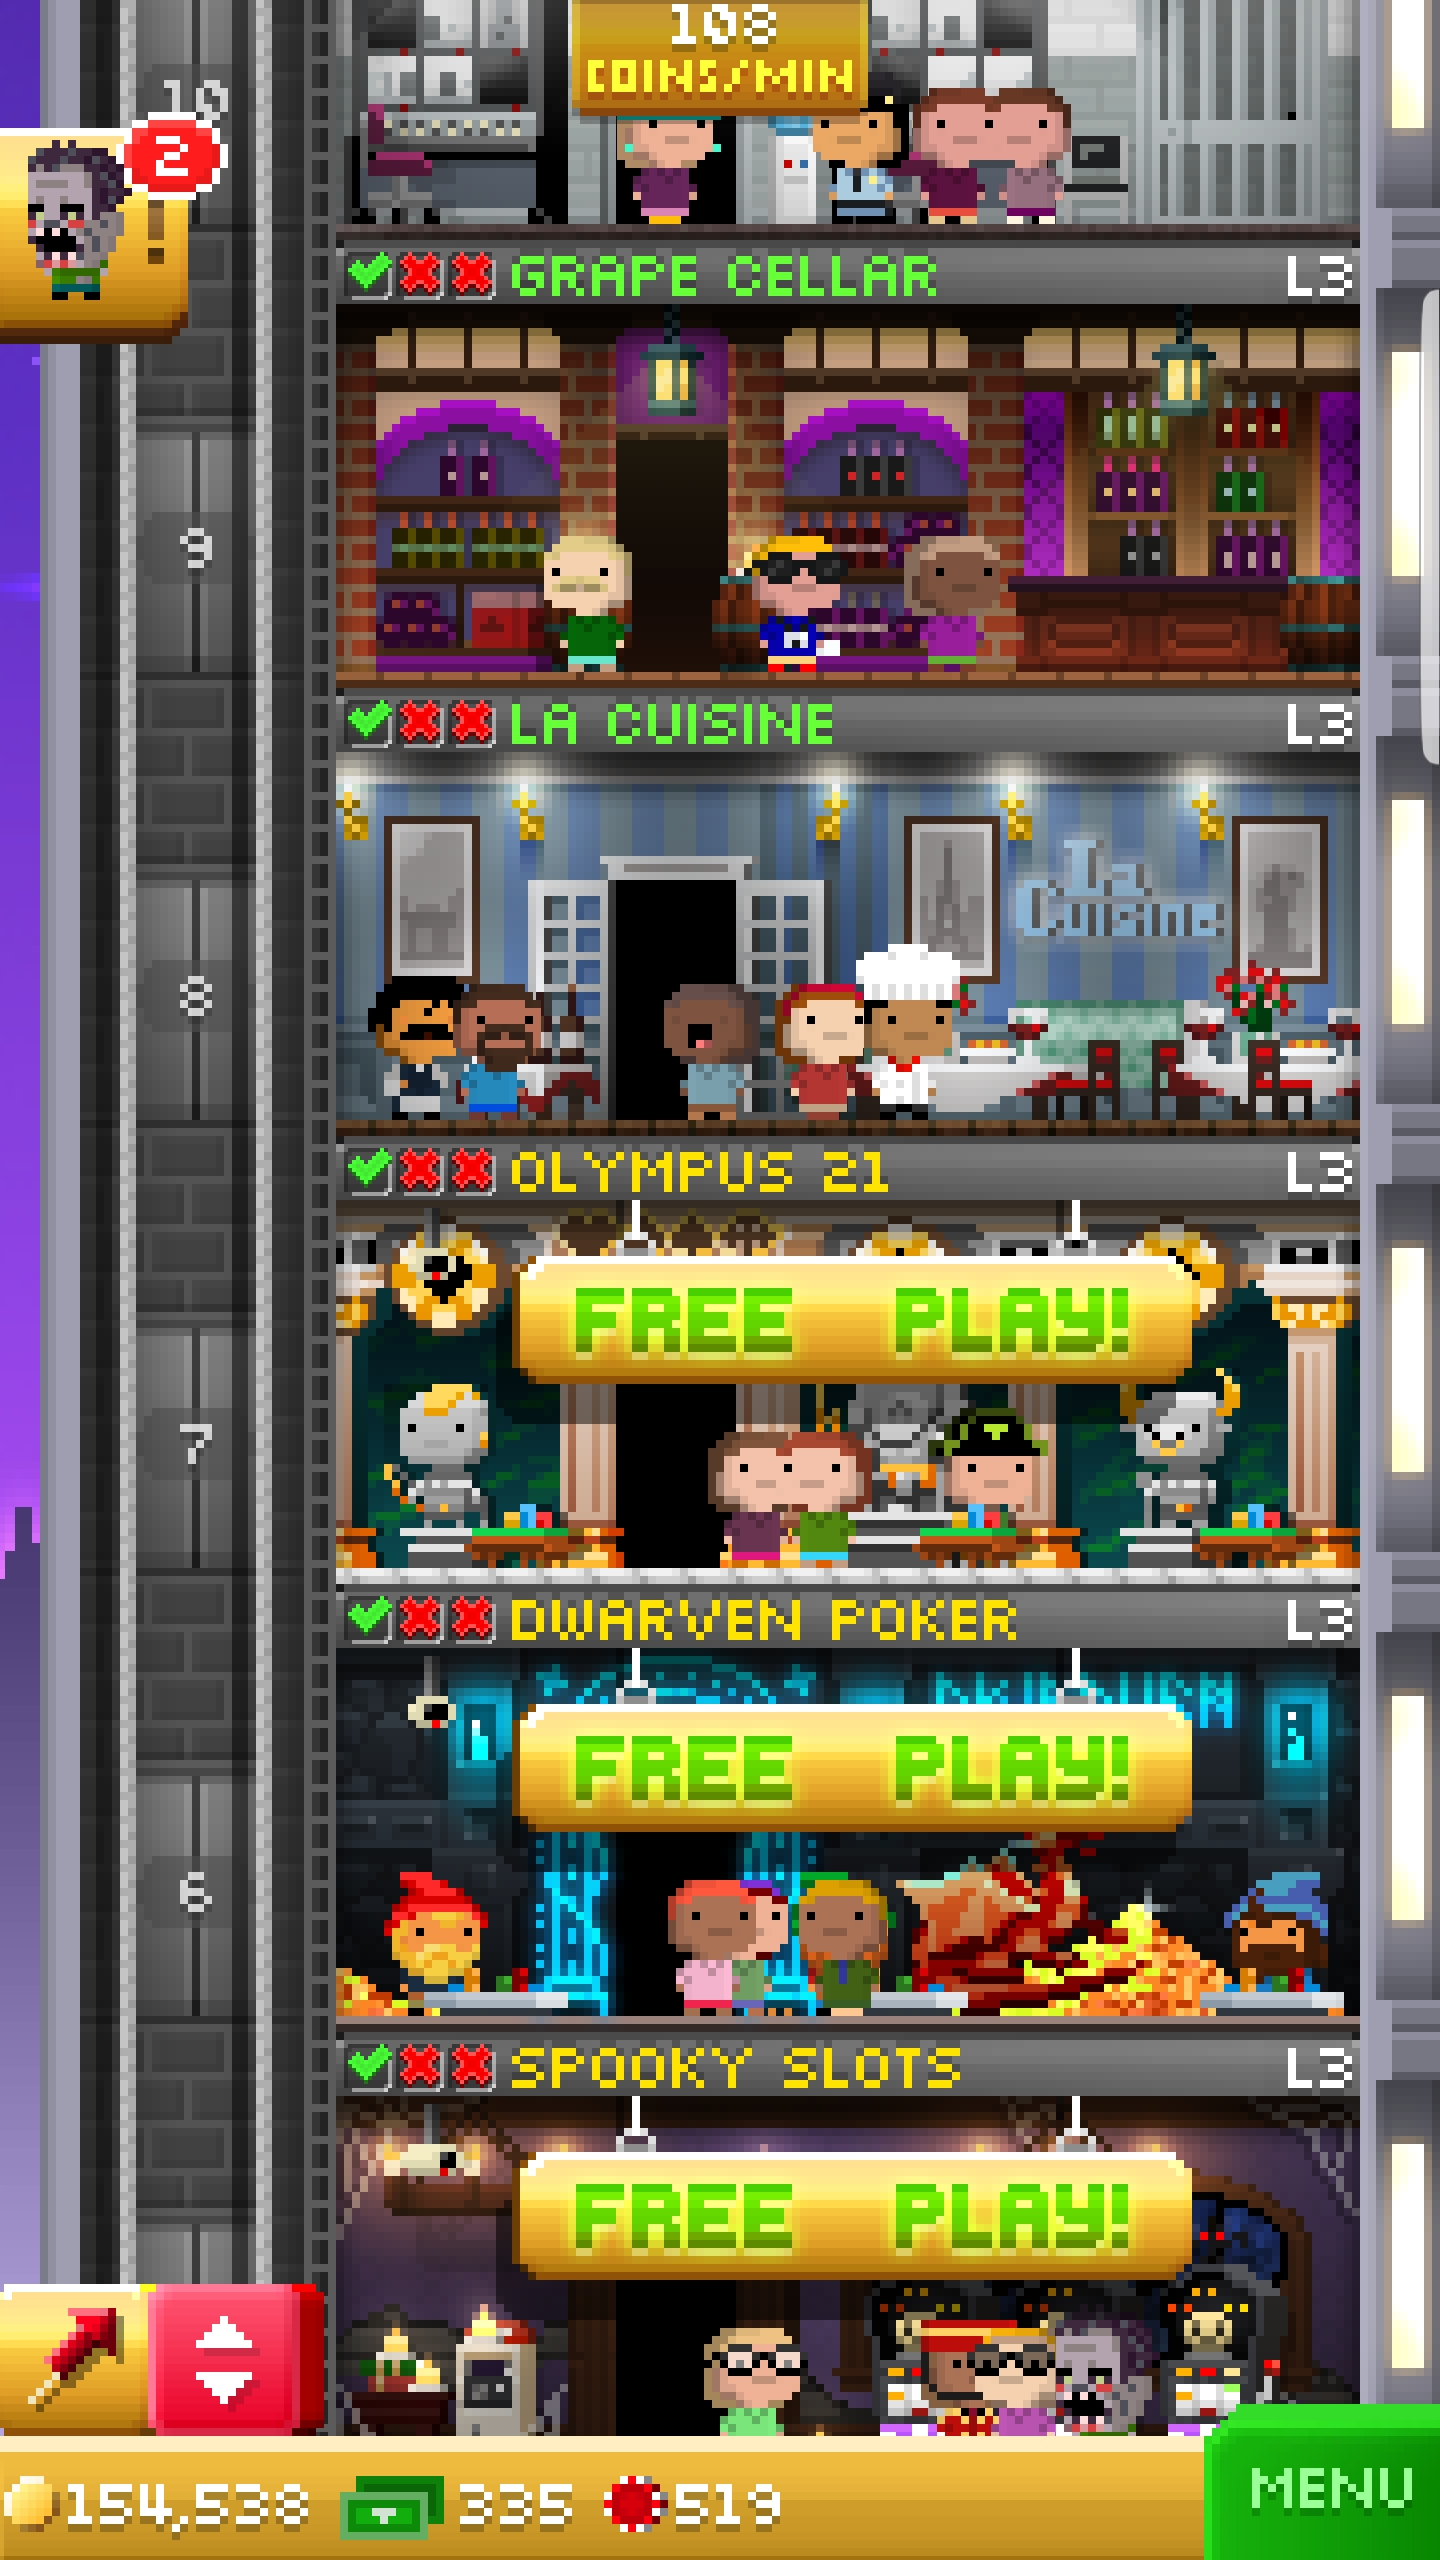 108
COINS/MIN
10
2
!
GRAPE CELLAR L3
9
LA CUISINE L3
La
Cuisine
8
OLYMPUS 21 L3
FREE PLAY!
7
DWARVEN POKER L3
FREE PLAY!
6
SPOOKY SLOTS L3
FREE PLAY!
154,538 335 519
MENU